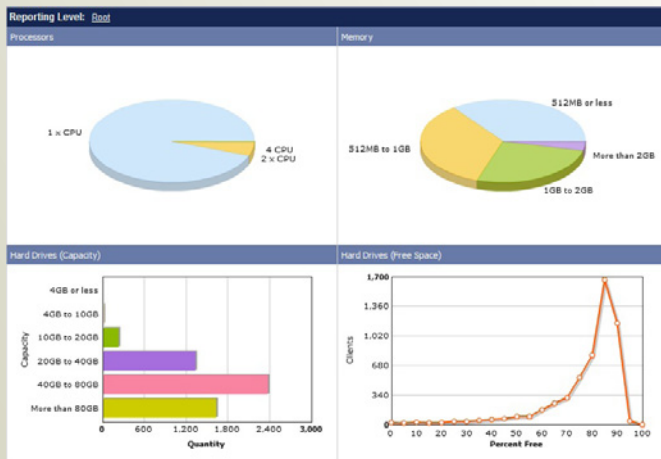 Reporting Level: Root
Processors
Memory
1 x CPU
4 CPU
2 x CPU
512MB or less
512MB to 1GB
More than 2GB
1GB to 2GB
Hard Drives (Capacity)
Hard Drives (Free Space)
Capacity
4GB or less
4GB to 10GB
10GB to 20GB
20GB to 40GB
40GB to 80GB
More than 80GB
0 600 1.200 1.800 2.400 3,000
Quantity
Clients
1,700
1.360
1.020
680
340
0
0 10 20 30 40 50 60 70 80 90 100
Percent Free